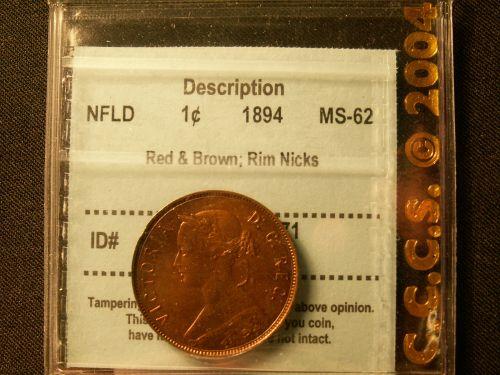 Description
NFLD 1¢ 1894 MS-62
Red & Brown; Rim Nicks
ID# 71
Tampering above opinion.
This you coin,
have not intact.
VICTORIA D:G:REG:
C.C.C.S. © 2004